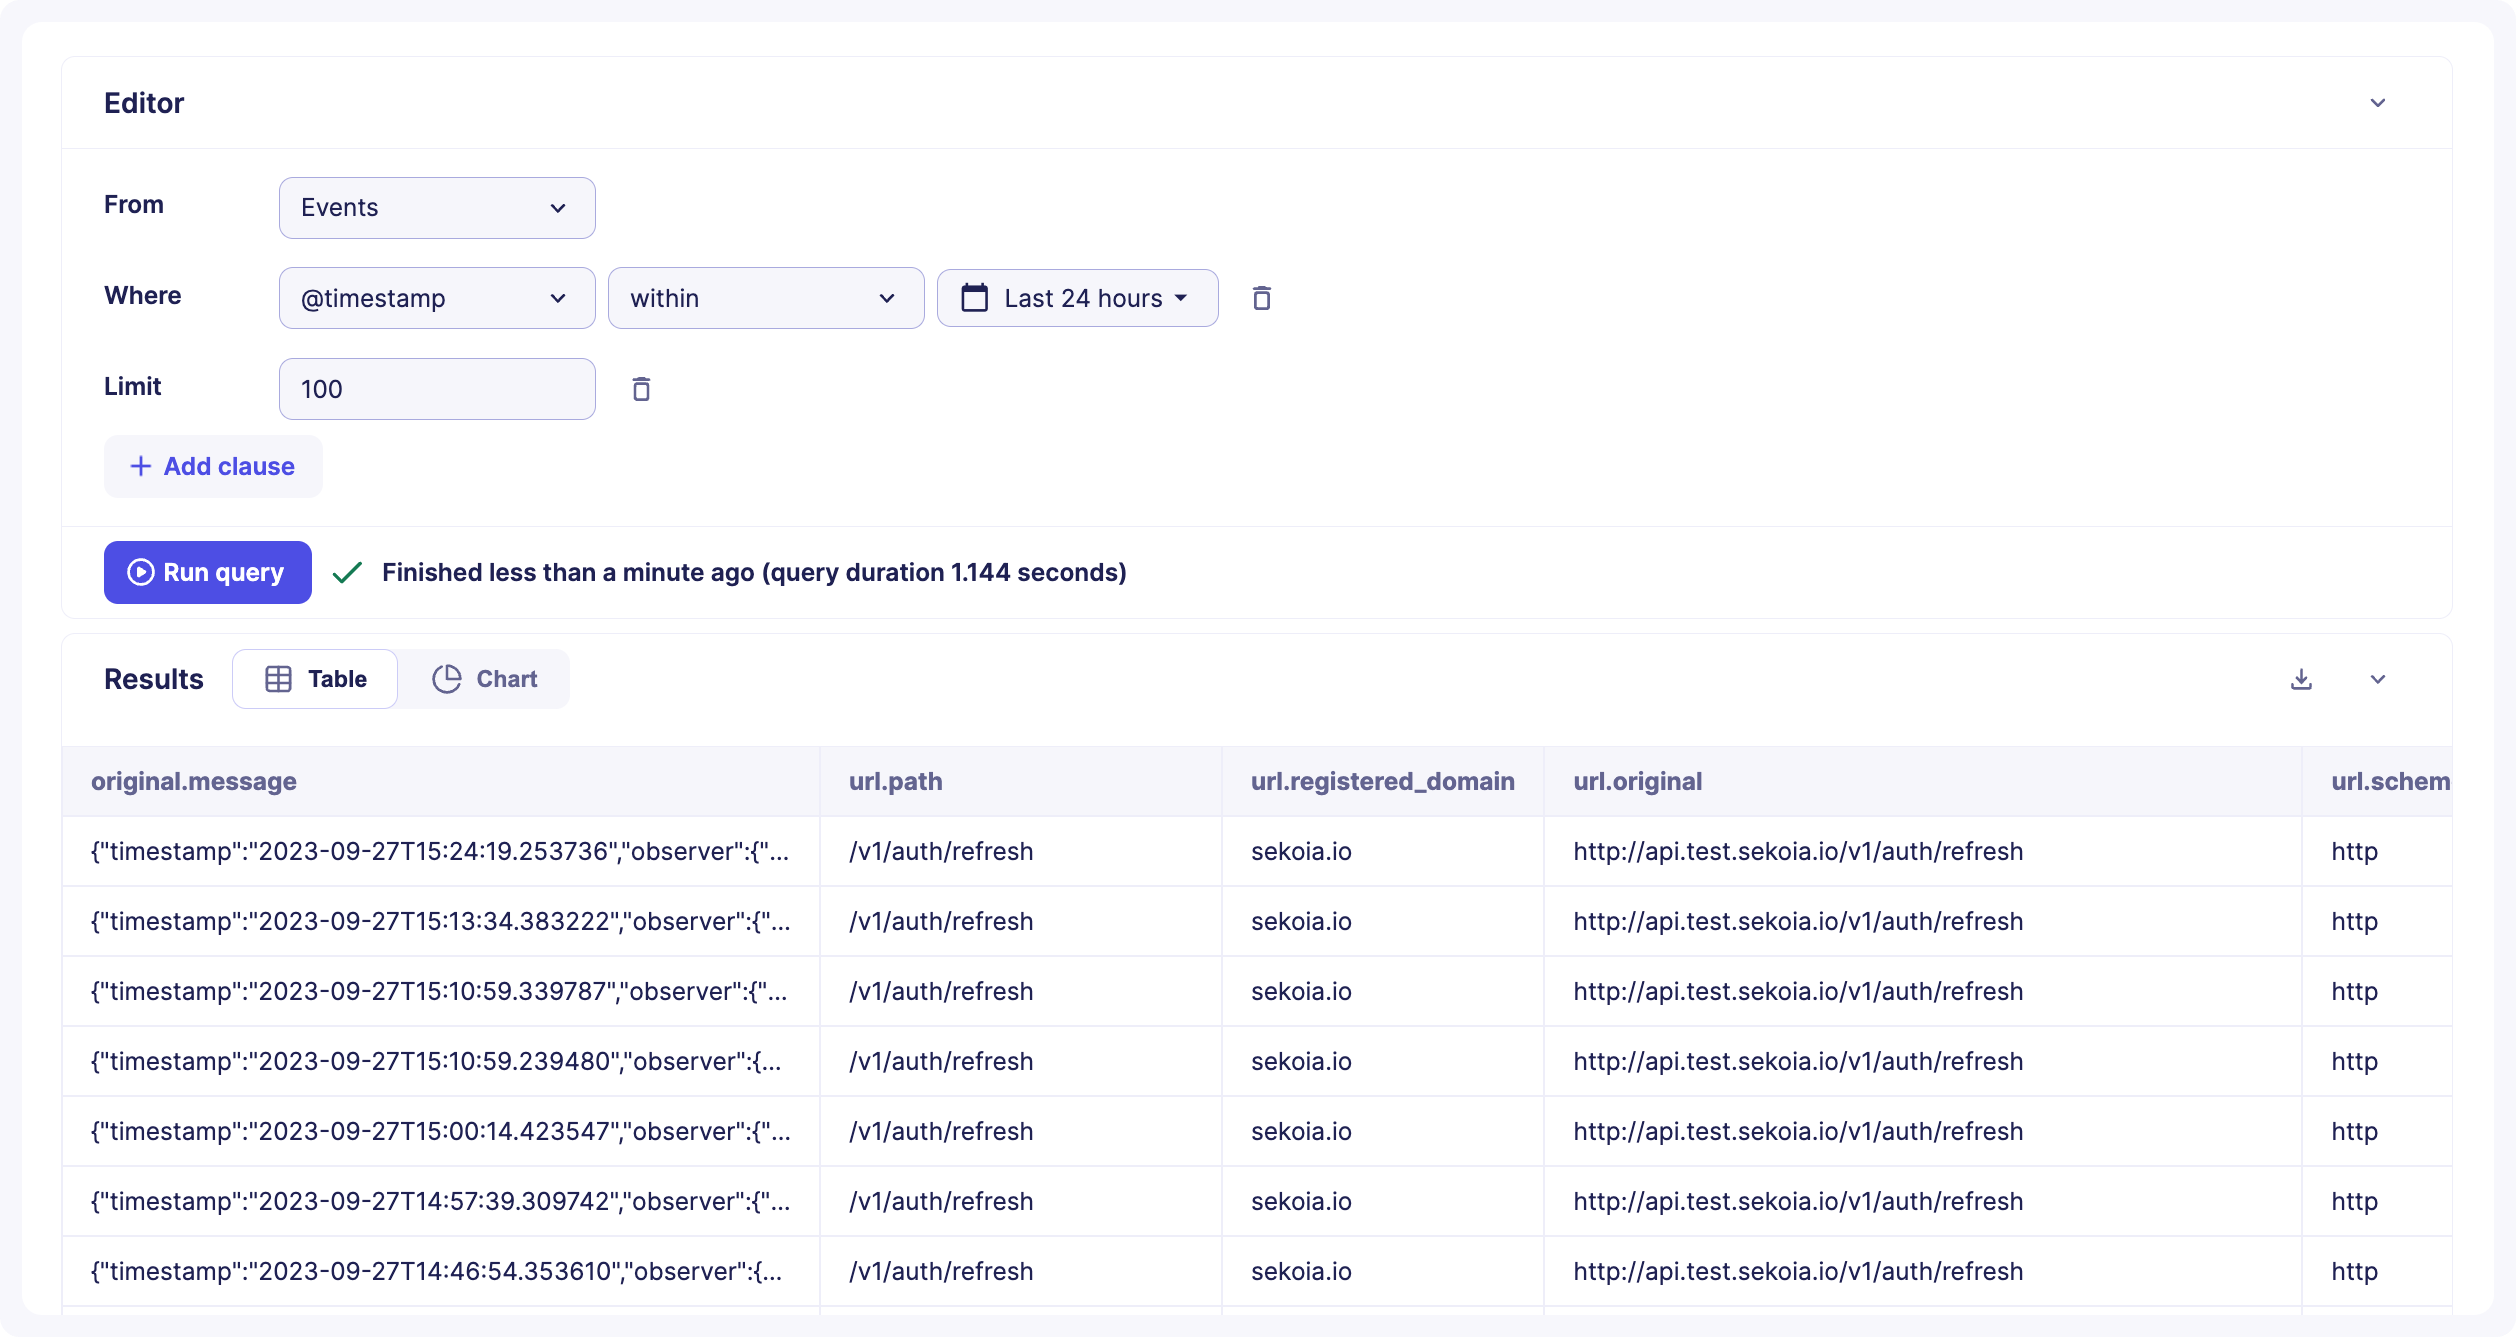 Editor
From Events
Where @timestamp within Last 24 hours
Limit 100
Add clause
Run query Finished less than a minute ago (query duration 1.144 seconds)
Results Table Chart
original.message url.path url.registered_domain url.original url.schem
{"timestamp":"2023-09-27T15:24:19.253736","observer":{"... /v1/auth/refresh sekoia.io http://api.test.sekoia.io/v1/auth/refresh http
{"timestamp":"2023-09-27T15:13:34.383222","observer":{"... /v1/auth/refresh sekoia.io http://api.test.sekoia.io/v1/auth/refresh http
{"timestamp":"2023-09-27T15:10:59.339787","observer":{"... /v1/auth/refresh sekoia.io http://api.test.sekoia.io/v1/auth/refresh http
{"timestamp":"2023-09-27T15:10:59.239480","observer":{... /v1/auth/refresh sekoia.io http://api.test.sekoia.io/v1/auth/refresh http
{"timestamp":"2023-09-27T15:00:14.423547","observer":{"... /v1/auth/refresh sekoia.io http://api.test.sekoia.io/v1/auth/refresh http
{"timestamp":"2023-09-27T14:57:39.309742","observer":{"... /v1/auth/refresh sekoia.io http://api.test.sekoia.io/v1/auth/refresh http
{"timestamp":"2023-09-27T14:46:54.353610","observer":{... /v1/auth/refresh sekoia.io http://api.test.sekoia.io/v1/auth/refresh http